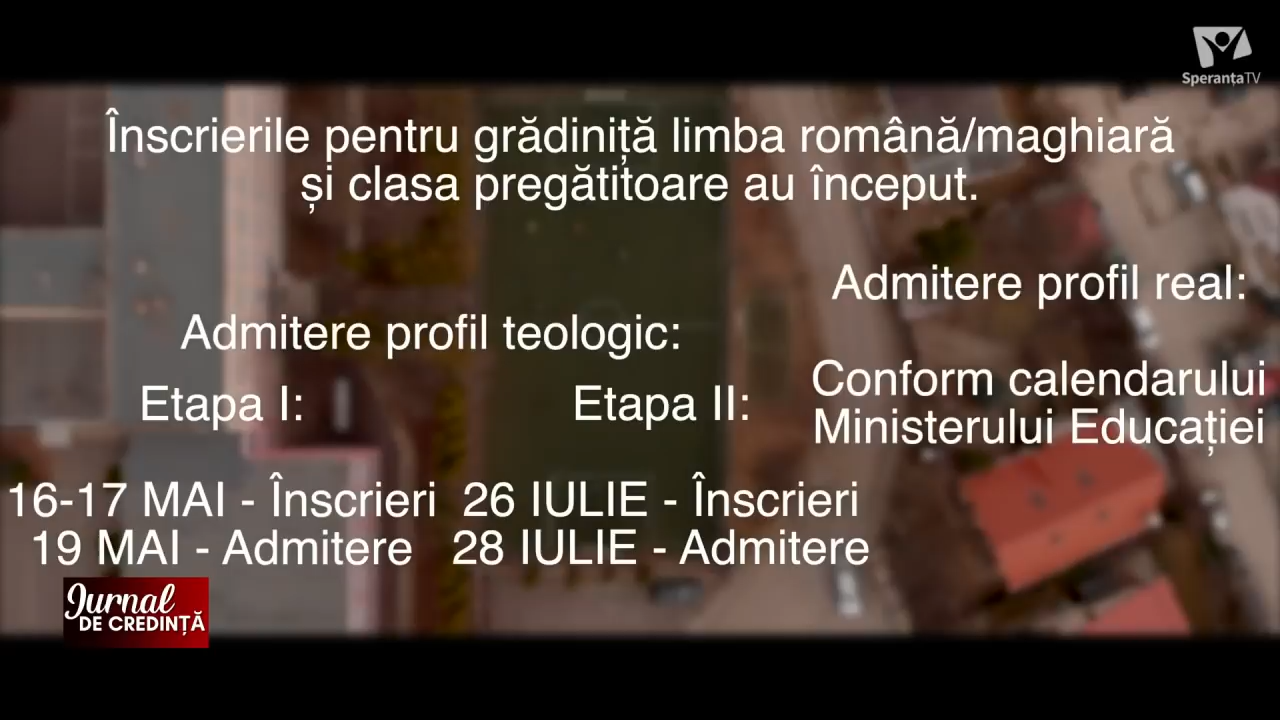 Speranța TV
Înscrierile pentru grădiniță limba română/maghiară
și clasa pregătitoare au început.
Admitere profil teologic:
Etapa I:
16-17 MAI - Înscrieri
19 MAI - Admitere
Etapa II:
26 IULIE - Înscrieri
28 IULIE - Admitere
Admitere profil real:
Conform calendarului
Ministerului Educației
Jurnal
DE CREDINȚĂ